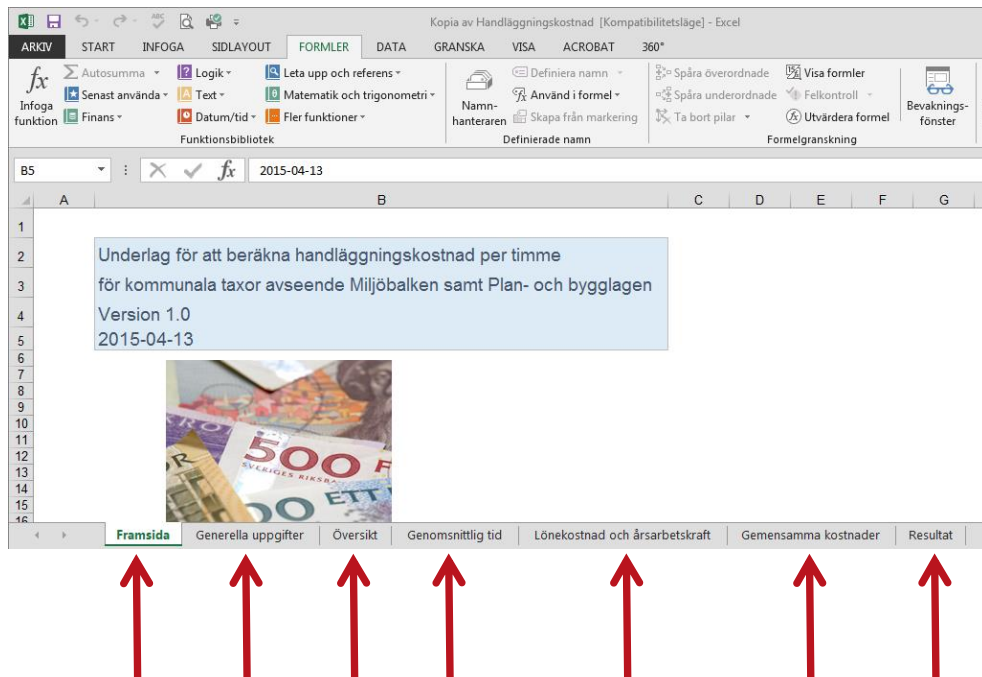 Kopia av Handläggningskostnad [Kompatibilitetsläge] - Excel
ARKIV START INFOGA SIDLAYOUT FORMLER DATA GRANSKA VISA ACROBAT 360°
fx Infoga funktion
Autosumma
Senast använda
Finans
Logik
Text
Datum/tid
Leta upp och referens
Matematik och trigonometri
Fler funktioner
Funktionsbibliotek
Namn-
hanteraren
Definiera namn
Använd i formel
Skapa från markering
Definierade namn
Spåra överordnade
Spåra underordnade
Ta bort pilar
Visa formler
Felkontroll
Utvärdera formel
Formelgranskning
Bevaknings-
fönster
B5 fx 2015-04-13
A B C D E F G
1
2 Underlag för att beräkna handläggningskostnad per timme
3 för kommunala taxor avseende Miljöbalken samt Plan- och bygglagen
4 Version 1.0
5 2015-04-13
6
7
8
9
10
11
12
13
14
15
16
500
SVERIGES RIKSBA
ETT
Framsida Generella uppgifter Översikt Genomsnittlig tid Lönekostnad och årsarbetskraft Gemensamma kostnader Resultat